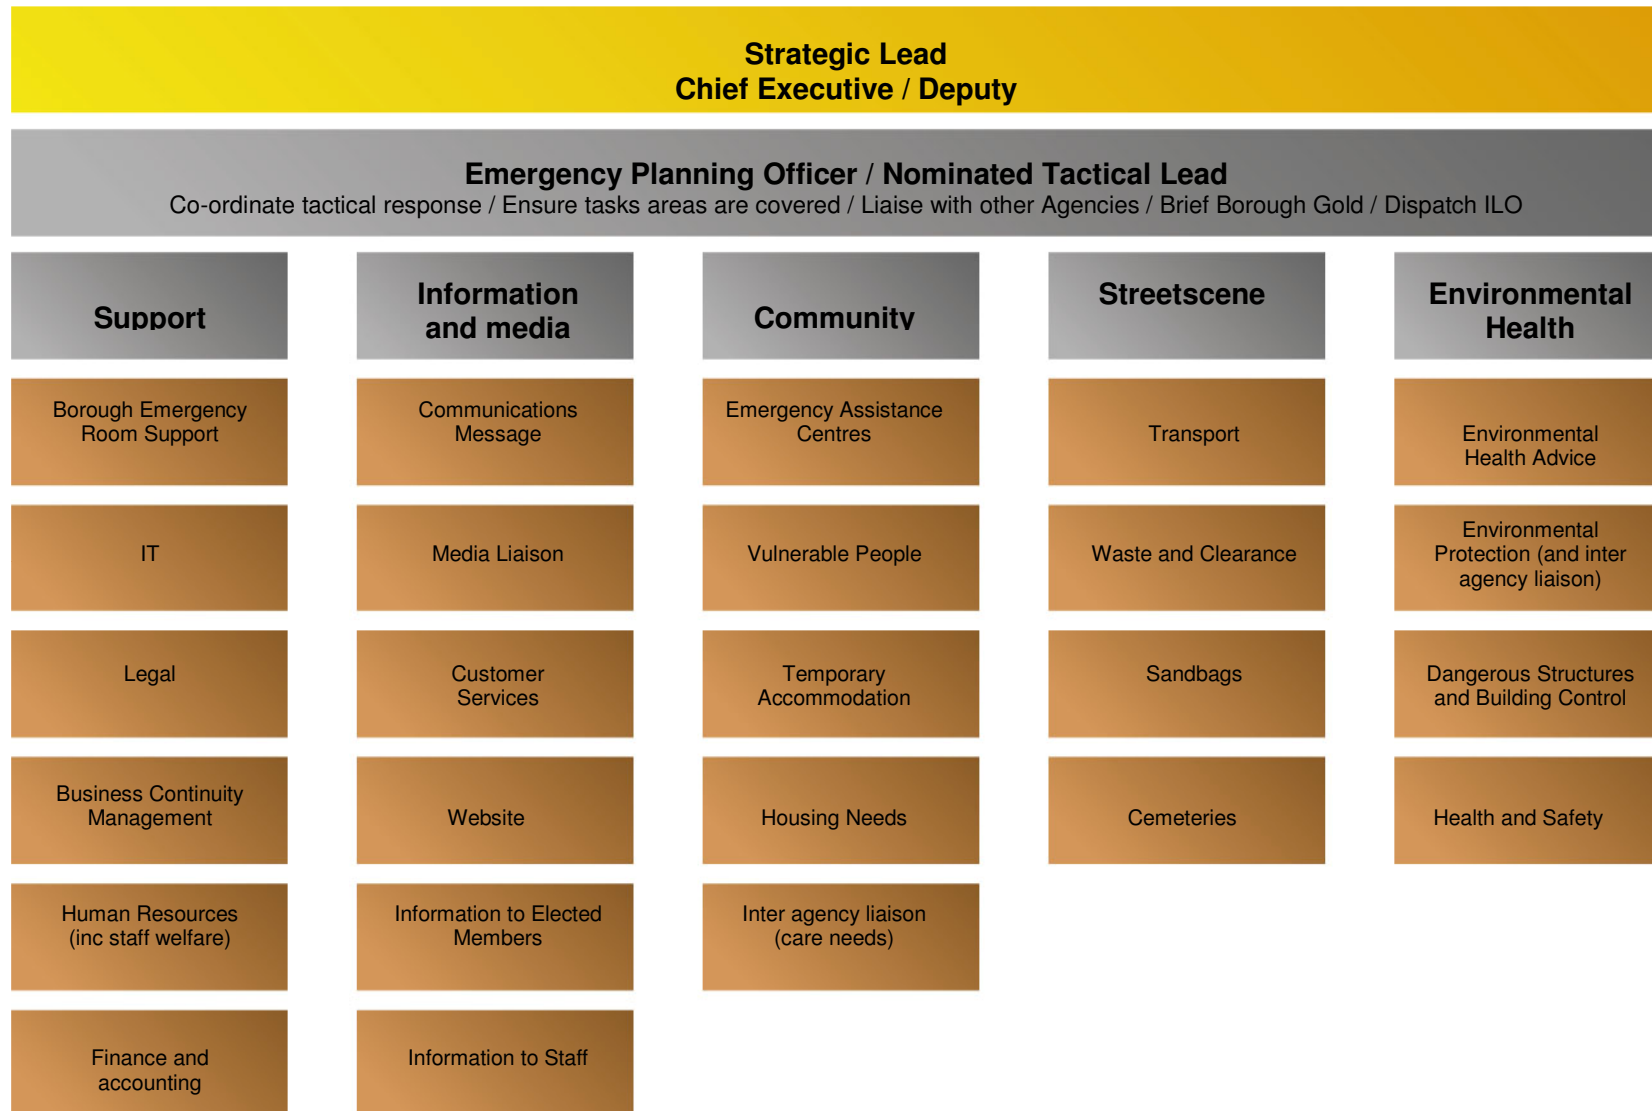 Strategic Lead
Chief Executive / Deputy
Emergency Planning Officer / Nominated Tactical Lead
Co-ordinate tactical response / Ensure tasks areas are covered / Liaise with other Agencies / Brief Borough Gold / Dispatch ILO
Support
Information
and media
Community
Streetscene
Environmental
Health
Borough Emergency
Room Support
Communications
Message
Emergency Assistance
Centres
Transport
Environmental
Health Advice
IT
Media Liaison
Vulnerable People
Waste and Clearance
Environmental
Protection (and inter
agency liaison)
Legal
Customer
Services
Temporary
Accommodation
Sandbags
Dangerous Structures
and Building Control
Business Continuity
Management
Website
Housing Needs
Cemeteries
Health and Safety
Human Resources
(inc staff welfare)
Information to Elected
Members
Inter agency liaison
(care needs)
Finance and
accounting
Information to Staff